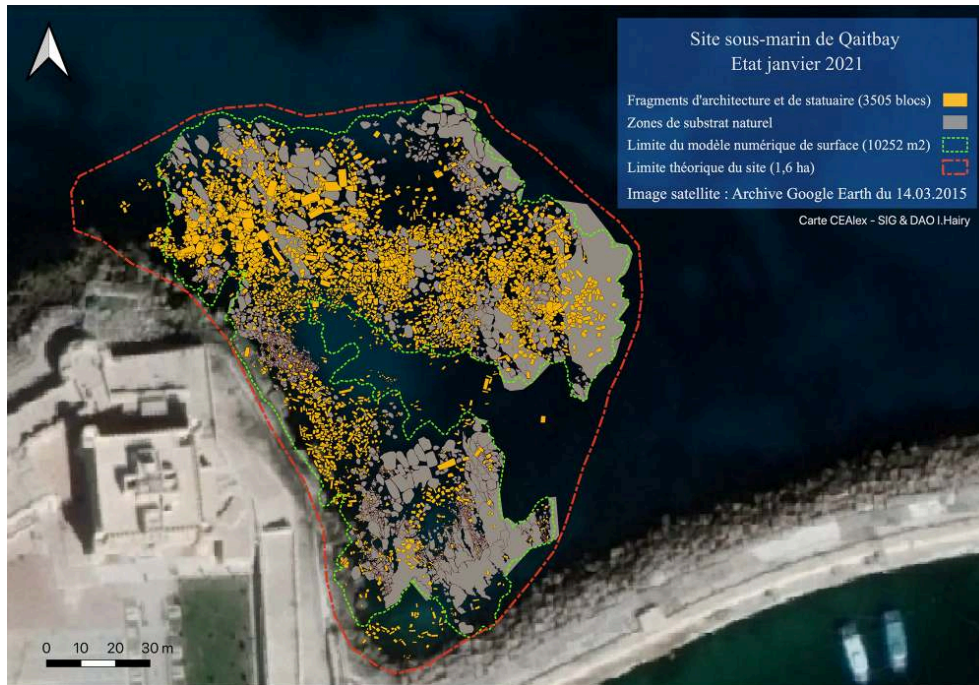 Site sous-marin de Qaitbay
Etat janvier 2021
Fragments d'architecture et de statuaire (3505 blocs)
Zones de substrat naturel
Limite du modèle numérique de surface (10252 m2)
Limite théorique du site (1,6 ha)
Image satellite : Archive Google Earth du 14.03.2015
Carte CEAlex - SIG & DAO I.Hairy
0 10 20 30 m